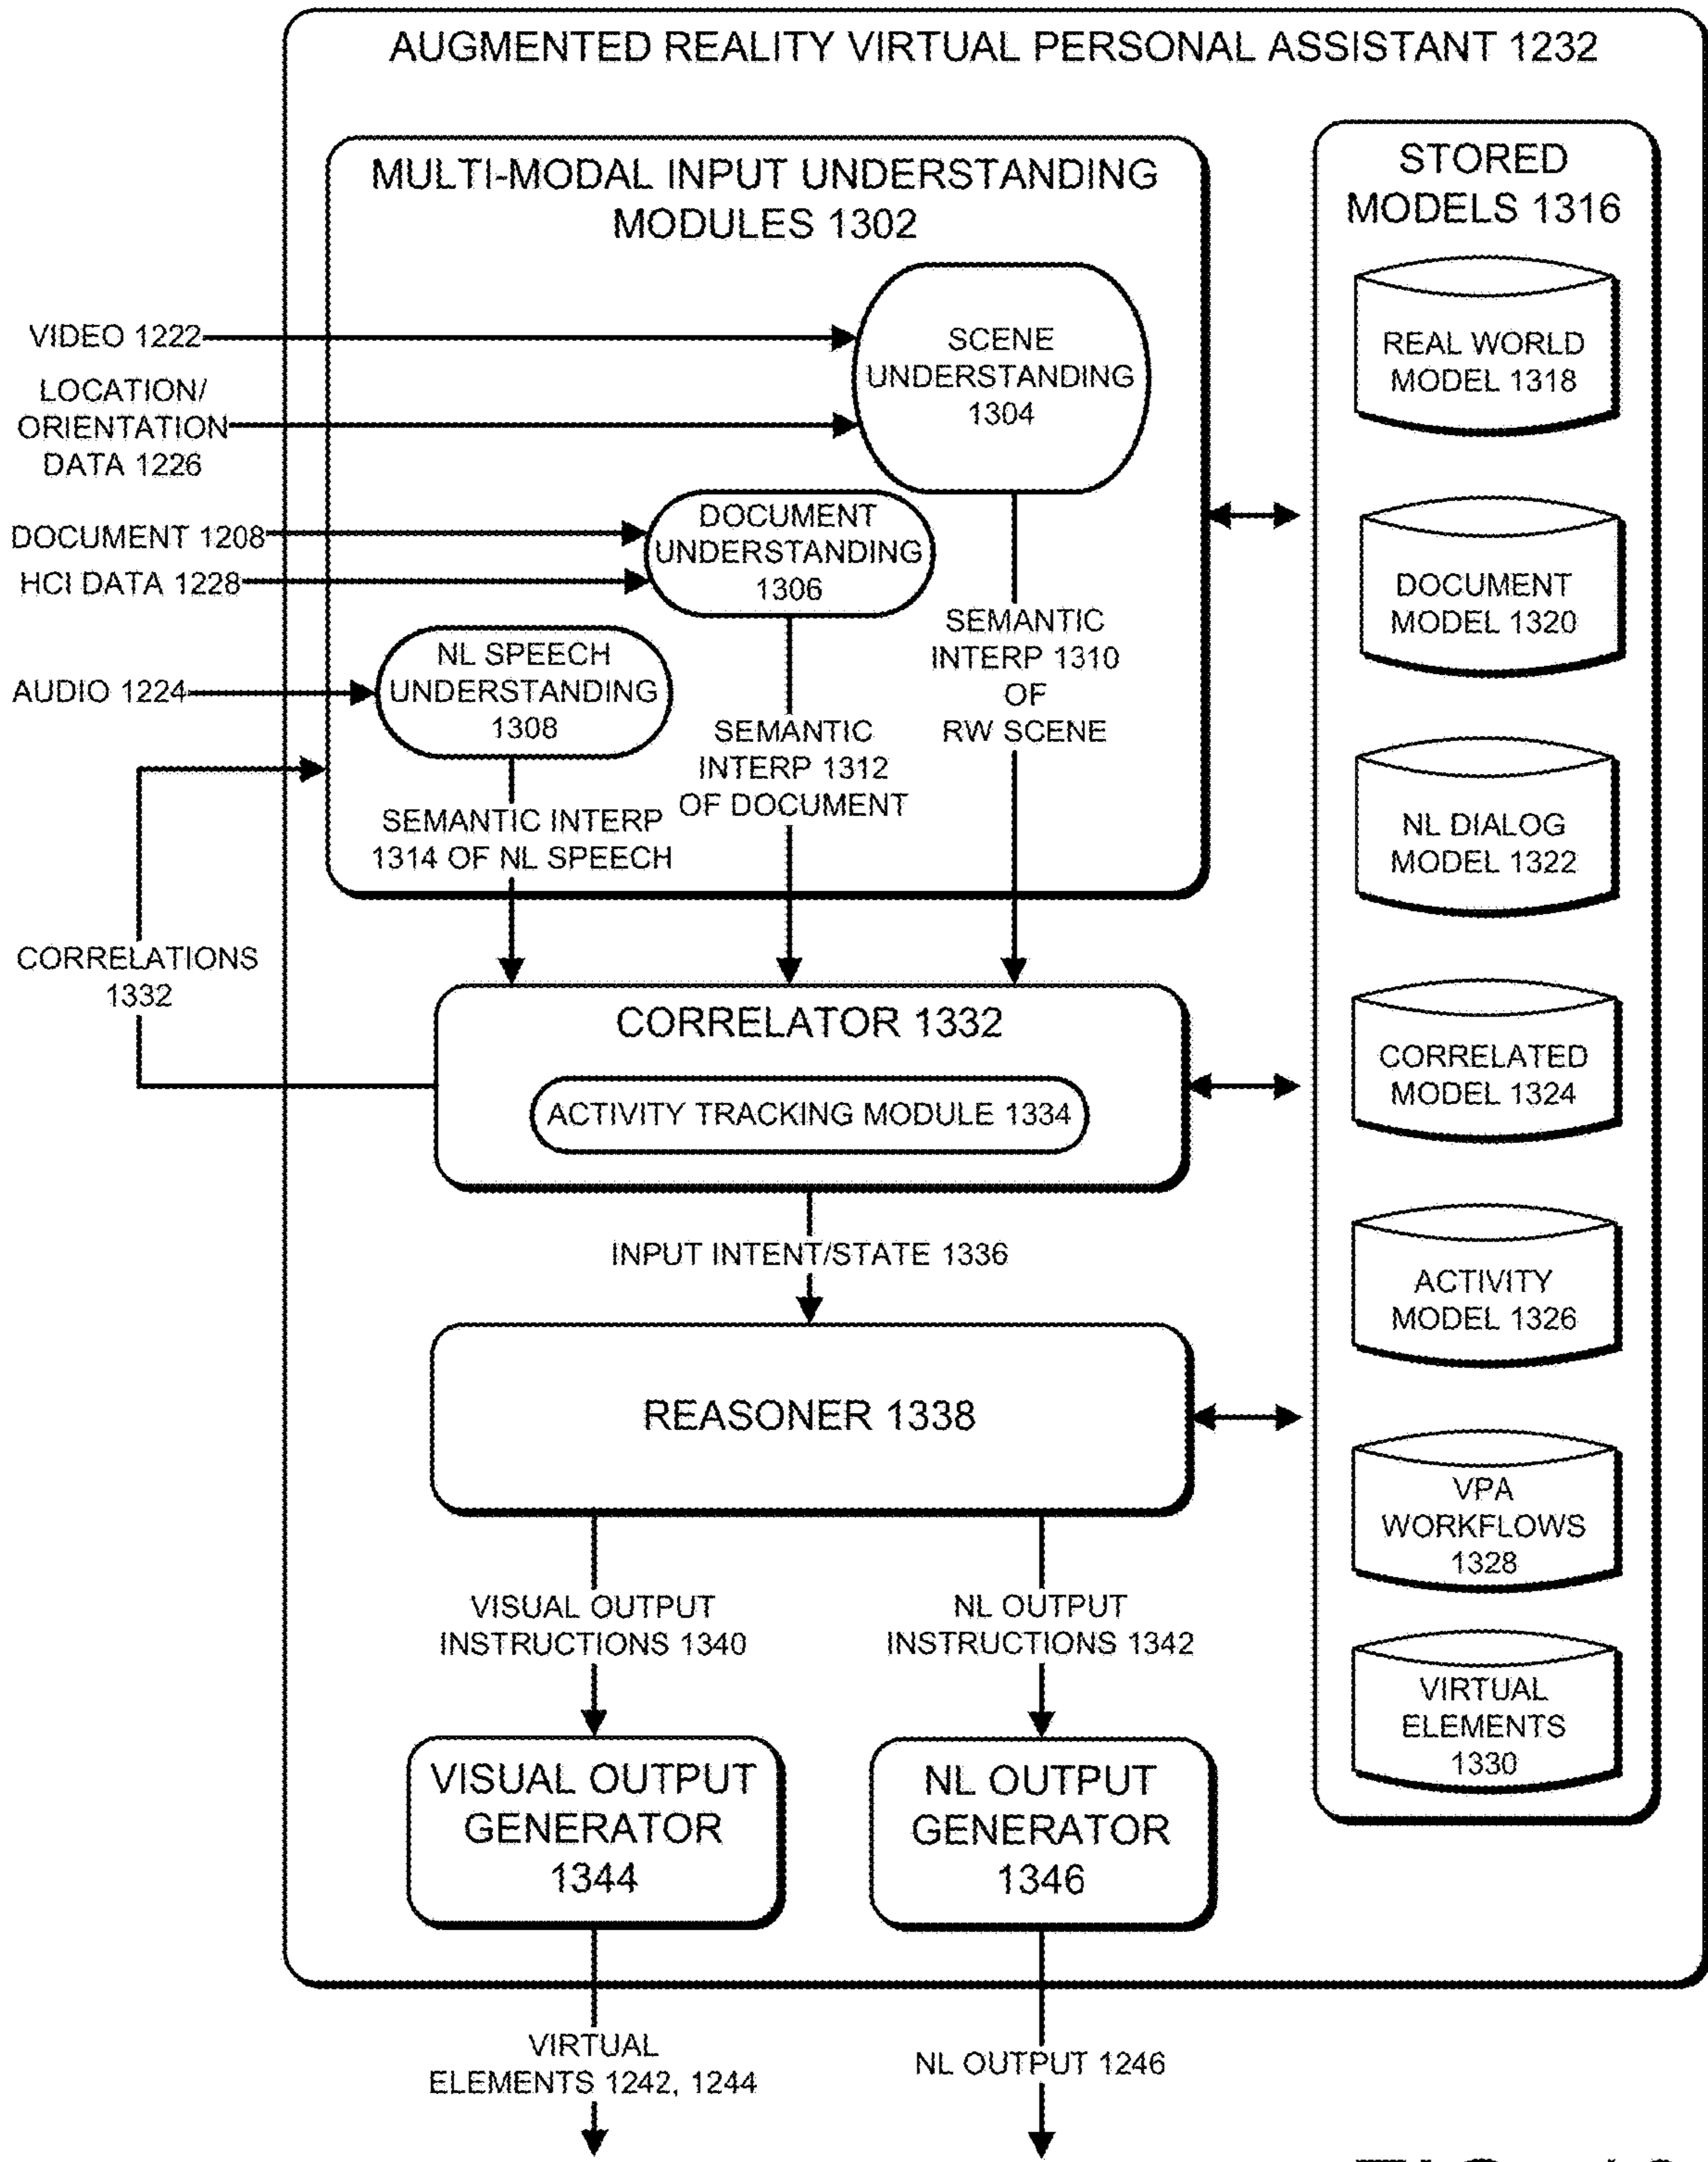 AUGMENTED REALITY VIRTUAL PERSONAL ASSISTANT 1232
MULTI-MODAL INPUT UNDERSTANDING
MODULES 1302
VIDEO 1222
LOCATION/
ORIENTATION
DATA 1226
DOCUMENT 1208
HCI DATA 1228
AUDIO 1224
SCENE
UNDERSTANDING
1304
DOCUMENT
UNDERSTANDING
1306
NL SPEECH
UNDERSTANDING
1308
SEMANTIC
INTERP 1310
OF
RW SCENE
SEMANTIC
INTERP 1312
OF DOCUMENT
SEMANTIC INTERP
1314 OF NL SPEECH
CORRELATIONS
1332
CORRELATOR 1332
ACTIVITY TRACKING MODULE 1334
INPUT INTENT/STATE 1336
REASONER 1338
VISUAL OUTPUT
INSTRUCTIONS 1340
NL OUTPUT
INSTRUCTIONS 1342
VISUAL OUTPUT
GENERATOR
1344
NL OUTPUT
GENERATOR
1346
VIRTUAL
ELEMENTS 1242, 1244
NL OUTPUT 1246
STORED
MODELS 1316
REAL WORLD
MODEL 1318
DOCUMENT
MODEL 1320
NL DIALOG
MODEL 1322
CORRELATED
MODEL 1324
ACTIVITY
MODEL 1326
VPA
WORKFLOWS
1328
VIRTUAL
ELEMENTS
1330